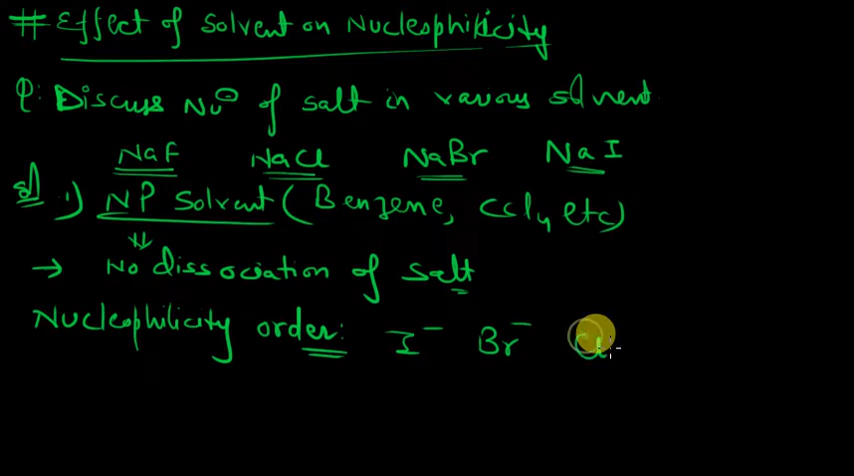 # Effect of Solvent on Nucleophilicity
Q: Discuss Nu⊖ of salt in various solvent
NaF NaCl NaBr NaI
Sol 1) NP Solvent (Benzene, CCl4 etc)
⇓
→ No dissociation of salt
Nucleophilicity order: I⁻ Br⁻ Cl